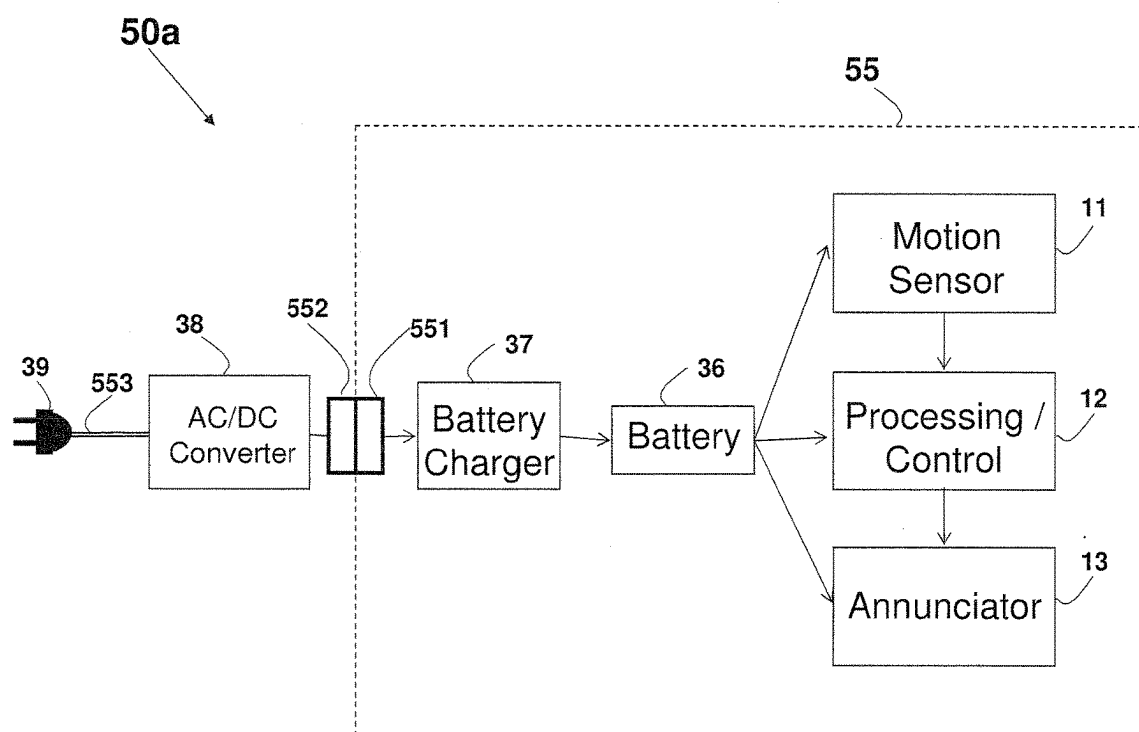 50a
55
11
Motion
Sensor
552
551
38
37
36
39
553
AC/DC
Converter
Battery
Charger
Battery
12
Processing /
Control
13
Annunciator